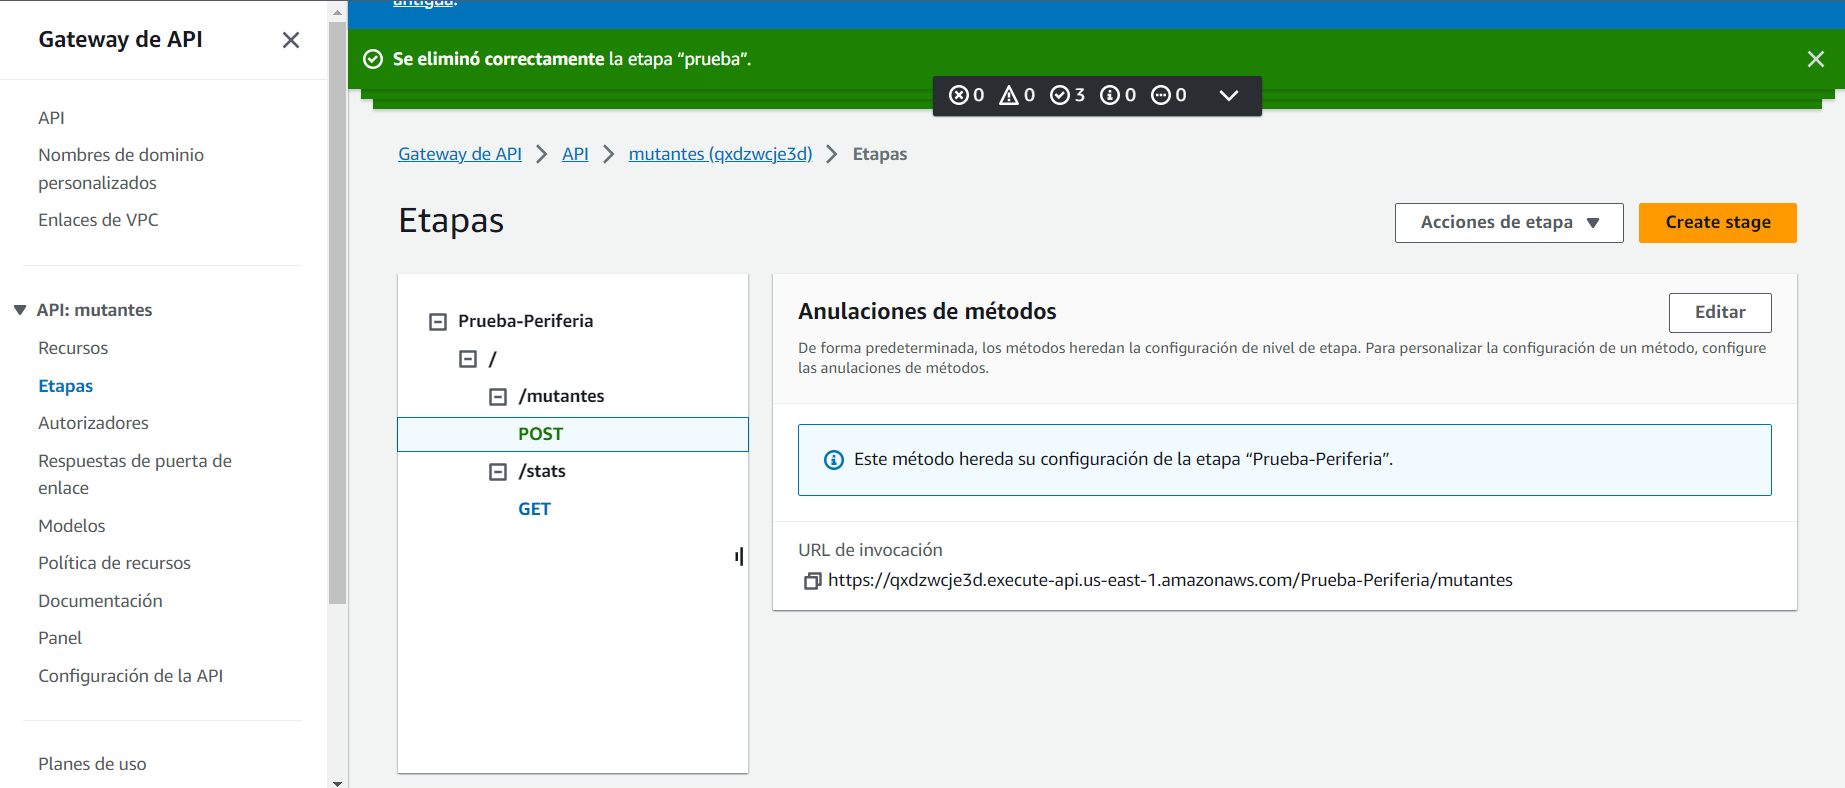 Gateway de API
API
Nombres de dominio
personalizados
Enlaces de VPC
API: mutantes
Recursos
Etapas
Autorizadores
Respuestas de puerta de
enlace
Modelos
Política de recursos
Documentación
Panel
Configuración de la API
Planes de uso
antigua.
Se eliminó correctamente la etapa “prueba”.
0 0 3 0 0
Gateway de API > API > mutantes (qxdzwcje3d) > Etapas
Etapas
Acciones de etapa
Create stage
Prueba-Periferia
/
/mutantes
POST
/stats
GET
Anulaciones de métodos
Editar
De forma predeterminada, los métodos heredan la configuración de nivel de etapa. Para personalizar la configuración de un método, configure
las anulaciones de métodos.
Este método hereda su configuración de la etapa “Prueba-Periferia”.
URL de invocación
https://qxdzwcje3d.execute-api.us-east-1.amazonaws.com/Prueba-Periferia/mutantes